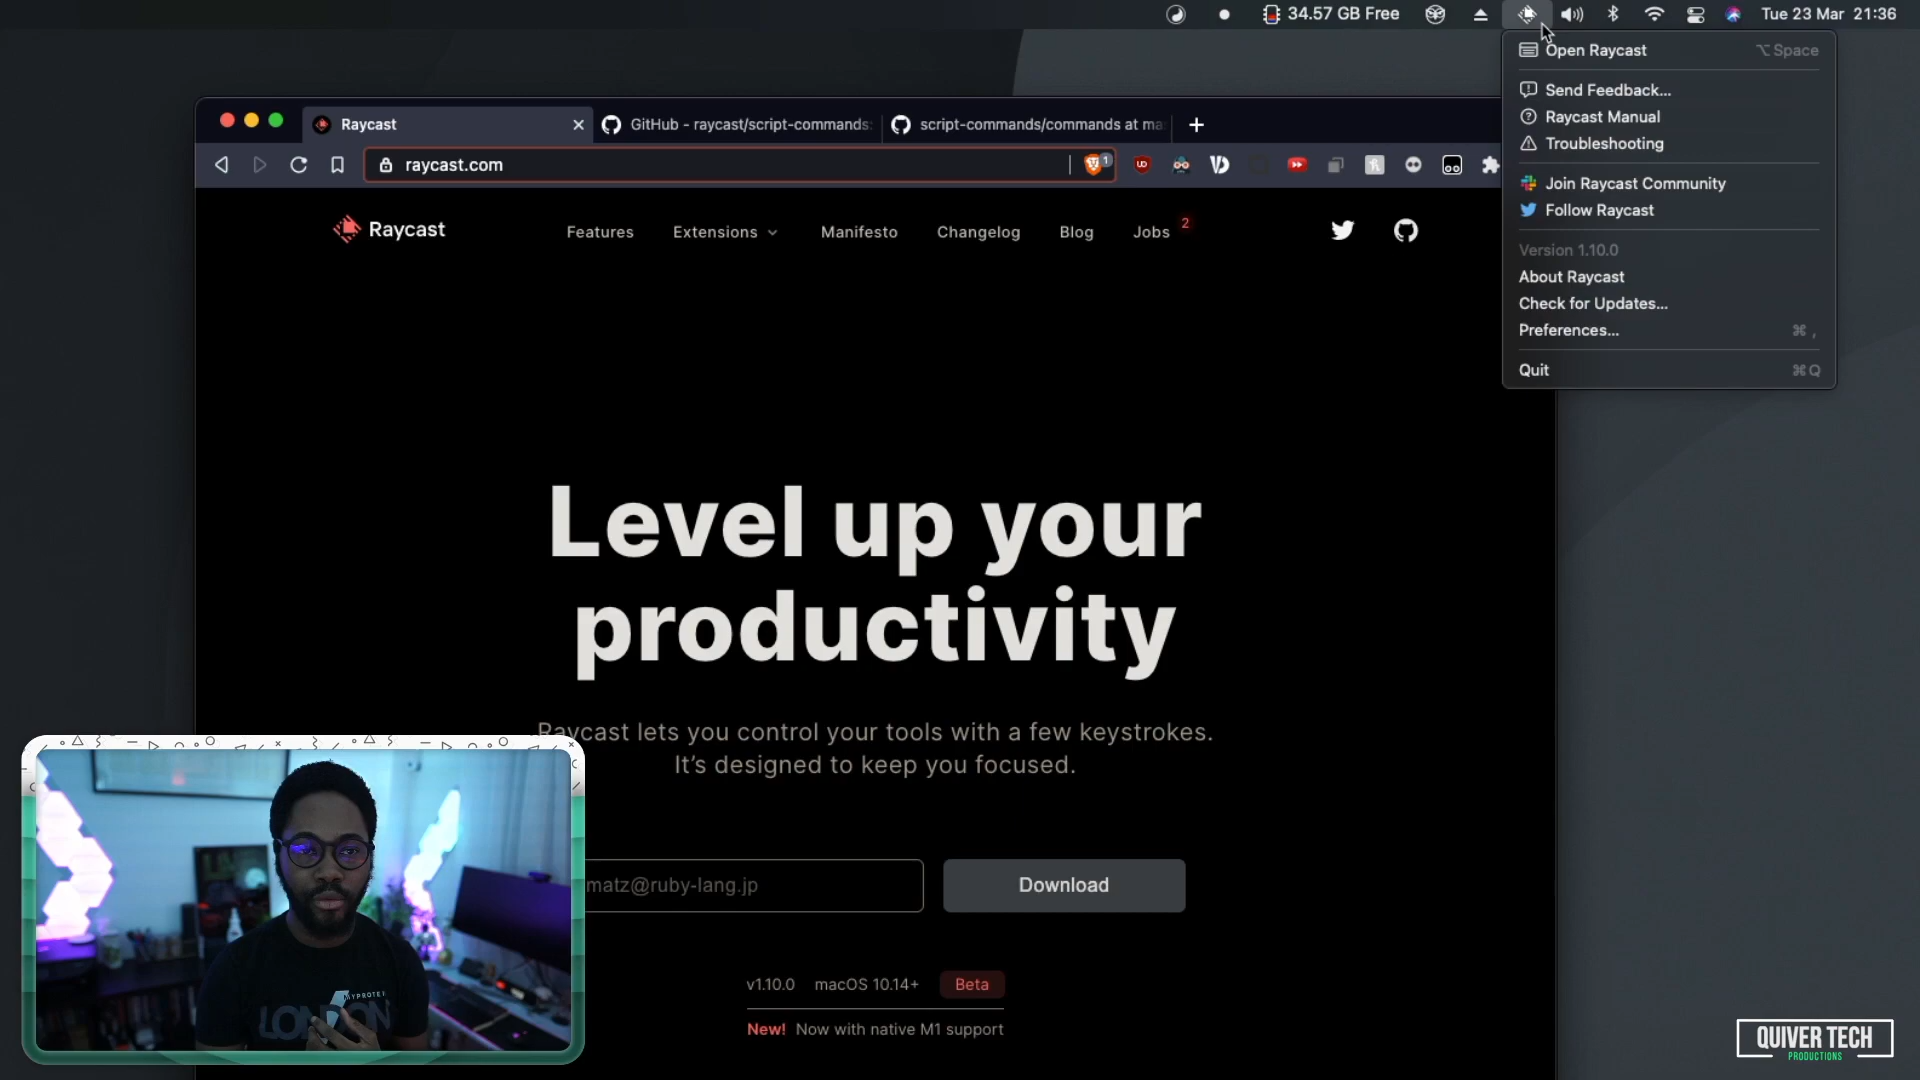 34.57 GB Free
Tue 23 Mar 21:36
Open Raycast ⌥ Space
Send Feedback...
Raycast Manual
Troubleshooting
Join Raycast Community
Follow Raycast
Version 1.10.0
About Raycast
Check for Updates...
Preferences... ⌘ ,
Quit ⌘ Q
Raycast
GitHub - raycast/script-commands:
script-commands/commands at ma
raycast.com
1
Raycast
Features
Extensions
Manifesto
Changelog
Blog
Jobs 2
Level up your
productivity
Raycast lets you control your tools with a few keystrokes.
It's designed to keep you focused.
matz@ruby-lang.jp
Download
v1.10.0 macOS 10.14+ Beta
New! Now with native M1 support
LONDON
QUIVER TECH
PRODUCTIONS